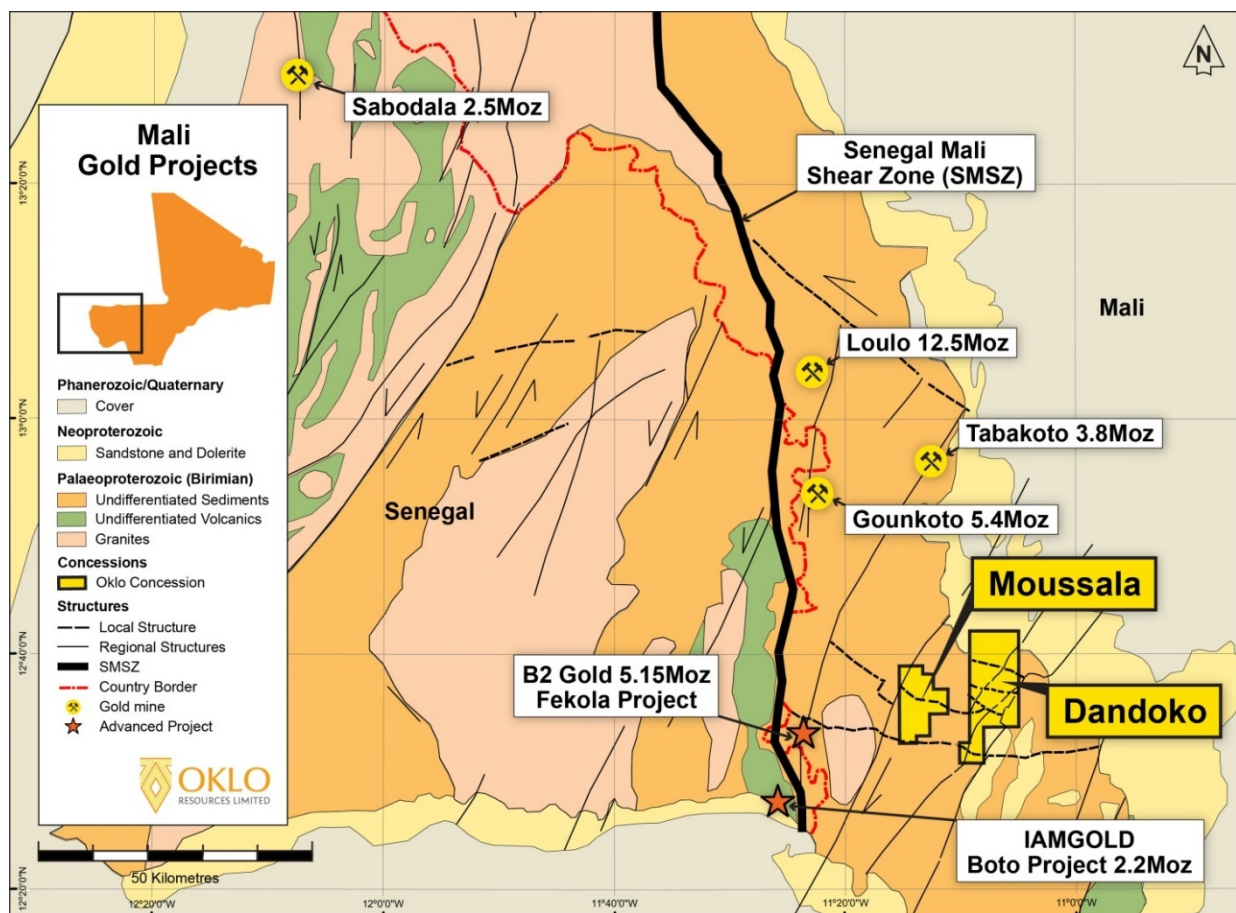 Mali
Gold Projects
Phanerozoic/Quaternary
Cover
Neoproterozoic
Sandstone and Dolerite
Palaeoproterozoic (Birimian)
Undifferentiated Sediments
Undifferentiated Volcanics
Granites
Concessions
Oklo Concession
Structures
Local Structure
Regional Structures
SMSZ
Country Border
Gold mine
Advanced Project
OKLO
RESOURCES LIMITED
50 Kilometres
N
Sabodala 2.5Moz
Senegal Mali
Shear Zone (SMSZ)
Mali
Loulo 12.5Moz
Tabakoto 3.8Moz
Gounkoto 5.4Moz
Senegal
Moussala
B2 Gold 5.15Moz
Fekola Project
Dandoko
IAMGOLD
Boto Project 2.2Moz
13°20'N
13°0'N
12°40'N
12°20'N
12°20'0"W
12°0'0"W
11°40'0"W
11°20'0"W
11°0'0"W